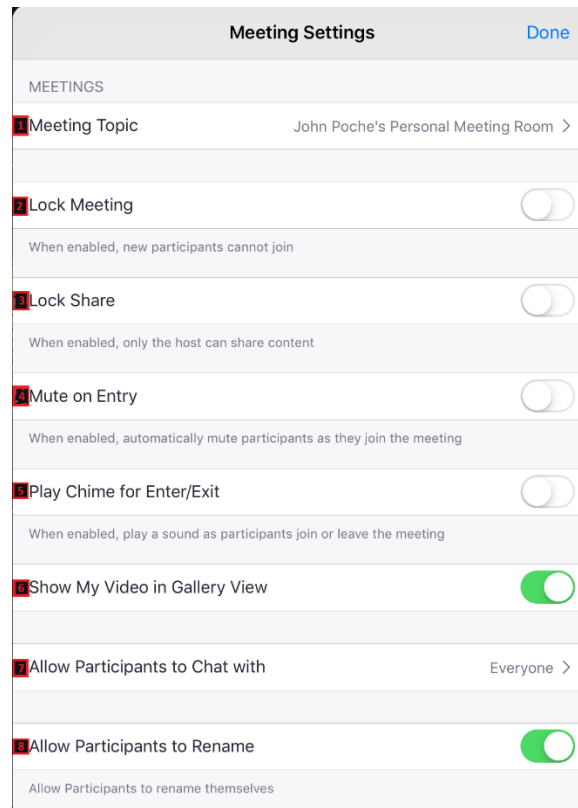 Meeting Settings Done
MEETINGS
1 Meeting Topic John Poche's Personal Meeting Room >
2 Lock Meeting
When enabled, new participants cannot join
3 Lock Share
When enabled, only the host can share content
4 Mute on Entry
When enabled, automatically mute participants as they join the meeting
5 Play Chime for Enter/Exit
When enabled, play a sound as participants join or leave the meeting
6 Show My Video in Gallery View
7 Allow Participants to Chat with Everyone >
8 Allow Participants to Rename
Allow Participants to rename themselves